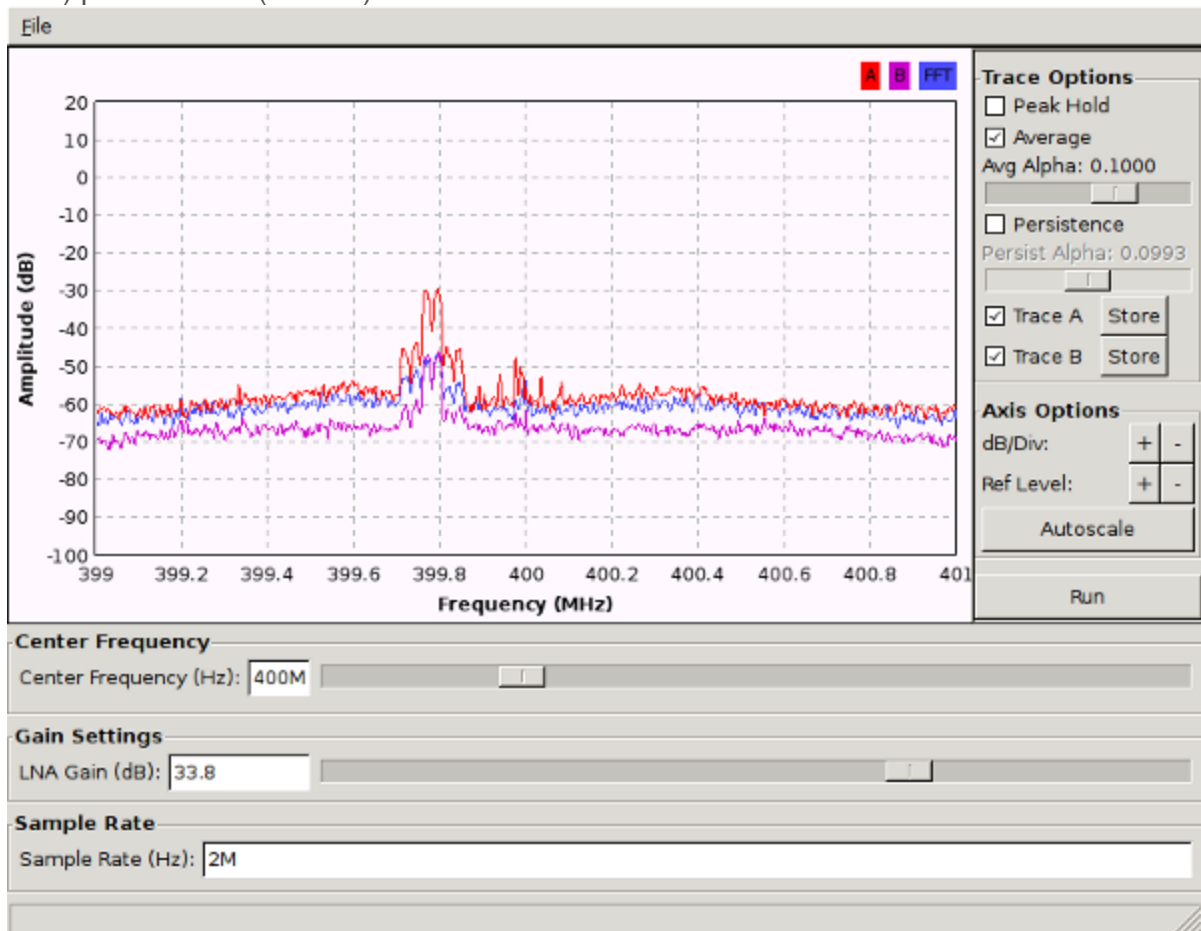 File
A B FFT
20
10
0
-10
-20
-30
-40
-50
-60
-70
-80
-90
-100
Amplitude (dB)
399 399.2 399.4 399.6 399.8 400 400.2 400.4 400.6 400.8 401
Frequency (MHz)
Trace Options
Peak Hold
Average
Avg Alpha: 0.1000
Persistence
Persist Alpha: 0.0993
Trace A Store
Trace B Store
Axis Options
dB/Div: + -
Ref Level: + -
Autoscale
Run
Center Frequency
Center Frequency (Hz): 400M
Gain Settings
LNA Gain (dB): 33.8
Sample Rate
Sample Rate (Hz): 2M